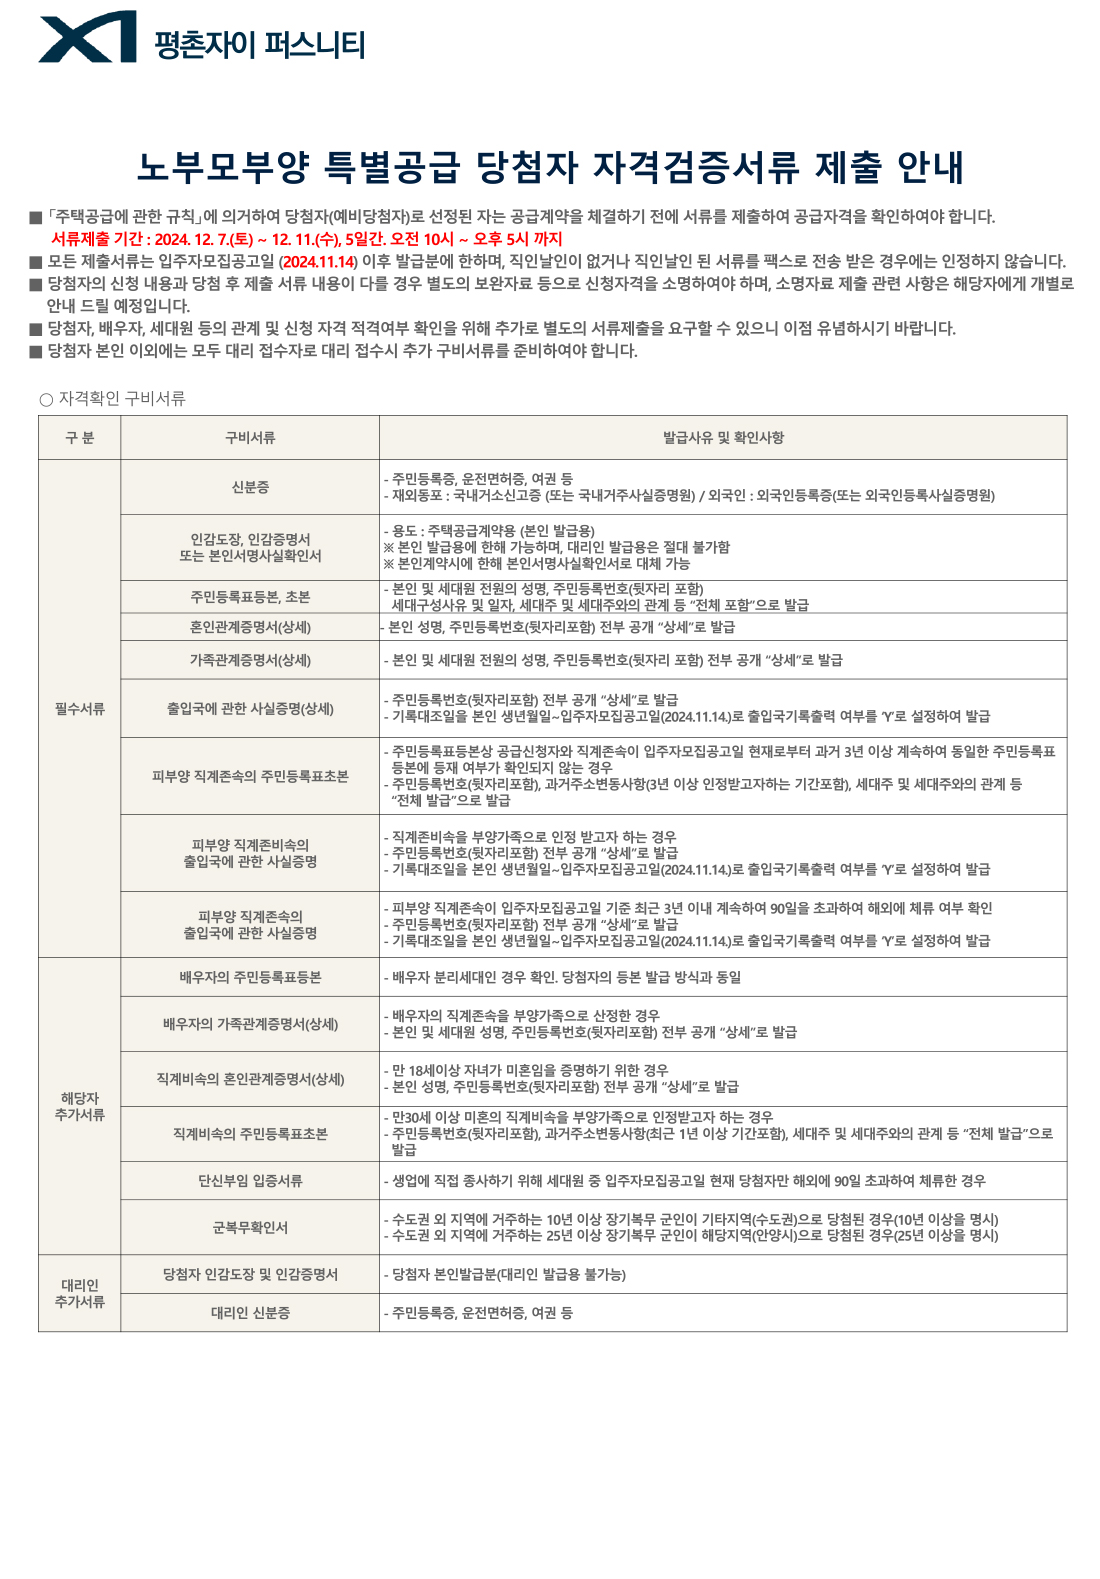 평촌자이 퍼스니티
노부모부양 특별공급 당첨자 자격검증서류 제출 안내
■ 「주택공급에 관한 규칙」에 의거하여 당첨자(예비당첨자)로 선정된 자는 공급계약을 체결하기 전에 서류를 제출하여 공급자격을 확인하여야 합니다.
서류제출 기간 : 2024. 12. 7.(토) ~ 12. 11.(수), 5일간. 오전 10시 ~ 오후 5시 까지
■ 모든 제출서류는 입주자모집공고일 (2024.11.14) 이후 발급분에 한하며, 직인날인이 없거나 직인날인 된 서류를 팩스로 전송 받은 경우에는 인정하지 않습니다.
■ 당첨자의 신청 내용과 당첨 후 제출 서류 내용이 다를 경우 별도의 보완자료 등으로 신청자격을 소명하여야 하며, 소명자료 제출 관련 사항은 해당자에게 개별로
안내 드릴 예정입니다.
■ 당첨자, 배우자, 세대원 등의 관계 및 신청 자격 적격여부 확인을 위해 추가로 별도의 서류제출을 요구할 수 있으니 이점 유념하시기 바랍니다.
■ 당첨자 본인 이외에는 모두 대리 접수자로 대리 접수시 추가 구비서류를 준비하여야 합니다.
○ 자격확인 구비서류
구 분
구비서류
발급사유 및 확인사항
필수서류
신분증
- 주민등록증, 운전면허증, 여권 등
- 재외동포 : 국내거소신고증 (또는 국내거주사실증명원) / 외국인 : 외국인등록증(또는 외국인등록사실증명원)
인감도장, 인감증명서
또는 본인서명사실확인서
- 용도 : 주택공급계약용 (본인 발급용)
※ 본인 발급용에 한해 가능하며, 대리인 발급용은 절대 불가함
※ 본인계약시에 한해 본인서명사실확인서로 대체 가능
주민등록표등본, 초본
- 본인 및 세대원 전원의 성명, 주민등록번호(뒷자리 포함)
세대구성사유 및 일자, 세대주 및 세대주와의 관계 등 “전체 포함”으로 발급
혼인관계증명서(상세)
- 본인 성명, 주민등록번호(뒷자리포함) 전부 공개 “상세”로 발급
가족관계증명서(상세)
- 본인 및 세대원 전원의 성명, 주민등록번호(뒷자리 포함) 전부 공개 “상세”로 발급
출입국에 관한 사실증명(상세)
- 주민등록번호(뒷자리포함) 전부 공개 “상세”로 발급
- 기록대조일을 본인 생년월일~입주자모집공고일(2024.11.14.)로 출입국기록출력 여부를 ‘Y’로 설정하여 발급
피부양 직계존속의 주민등록표초본
- 주민등록표등본상 공급신청자와 직계존속이 입주자모집공고일 현재로부터 과거 3년 이상 계속하여 동일한 주민등록표
등본에 등재 여부가 확인되지 않는 경우
- 주민등록번호(뒷자리포함), 과거주소변동사항(3년 이상 인정받고자하는 기간포함), 세대주 및 세대주와의 관계 등
“전체 발급”으로 발급
피부양 직계존비속의
출입국에 관한 사실증명
- 직계존비속을 부양가족으로 인정 받고자 하는 경우
- 주민등록번호(뒷자리포함) 전부 공개 “상세”로 발급
- 기록대조일을 본인 생년월일~입주자모집공고일(2024.11.14.)로 출입국기록출력 여부를 ‘Y’로 설정하여 발급
피부양 직계존속의
출입국에 관한 사실증명
- 피부양 직계존속이 입주자모집공고일 기준 최근 3년 이내 계속하여 90일을 초과하여 해외에 체류 여부 확인
- 주민등록번호(뒷자리포함) 전부 공개 “상세”로 발급
- 기록대조일을 본인 생년월일~입주자모집공고일(2024.11.14.)로 출입국기록출력 여부를 ‘Y’로 설정하여 발급
해당자
추가서류
배우자의 주민등록표등본
- 배우자 분리세대인 경우 확인. 당첨자의 등본 발급 방식과 동일
배우자의 가족관계증명서(상세)
- 배우자의 직계존속을 부양가족으로 산정한 경우
- 본인 및 세대원 성명, 주민등록번호(뒷자리포함) 전부 공개 “상세”로 발급
직계비속의 혼인관계증명서(상세)
- 만 18세이상 자녀가 미혼임을 증명하기 위한 경우
- 본인 성명, 주민등록번호(뒷자리포함) 전부 공개 “상세”로 발급
직계비속의 주민등록표초본
- 만30세 이상 미혼의 직계비속을 부양가족으로 인정받고자 하는 경우
- 주민등록번호(뒷자리포함), 과거주소변동사항(최근 1년 이상 기간포함), 세대주 및 세대주와의 관계 등 “전체 발급”으로
발급
단신부임 입증서류
- 생업에 직접 종사하기 위해 세대원 중 입주자모집공고일 현재 당첨자만 해외에 90일 초과하여 체류한 경우
군복무확인서
- 수도권 외 지역에 거주하는 10년 이상 장기복무 군인이 기타지역(수도권)으로 당첨된 경우(10년 이상을 명시)
- 수도권 외 지역에 거주하는 25년 이상 장기복무 군인이 해당지역(안양시)으로 당첨된 경우(25년 이상을 명시)
대리인
추가서류
당첨자 인감도장 및 인감증명서
- 당첨자 본인발급분(대리인 발급용 불가능)
대리인 신분증
- 주민등록증, 운전면허증, 여권 등